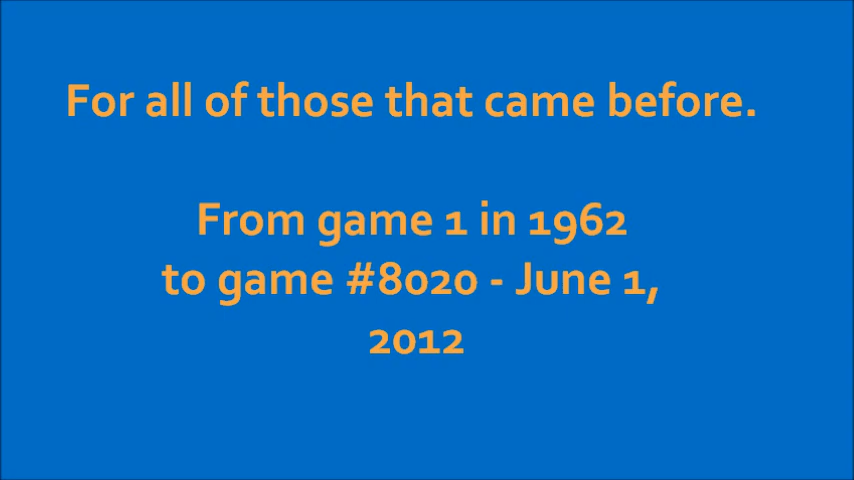 For all of those that came before.
From game 1 in 1962
to game #8020 - June 1,
2012